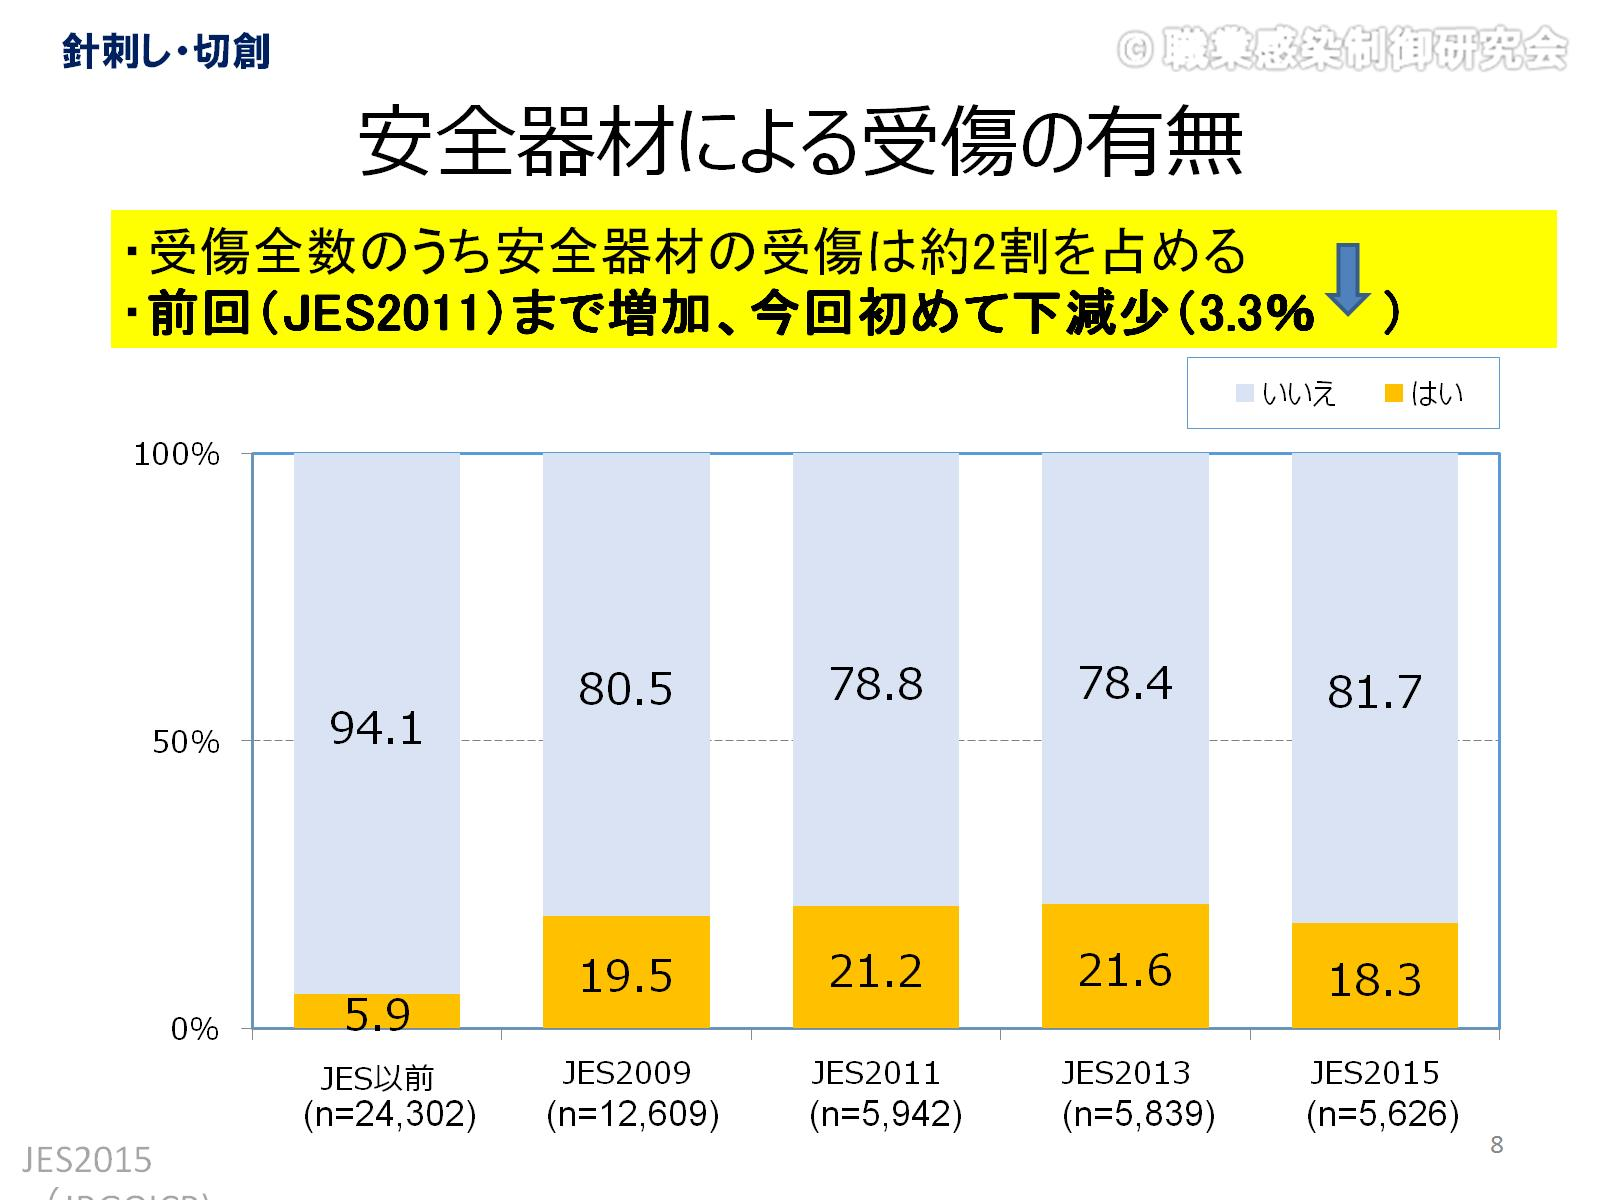 針刺し・切創
© 職業感染制御研究会
安全器材による受傷の有無
・受傷全数のうち安全器材の受傷は約2割を占める
・前回（JES2011）まで増加、今回初めて下減少（3.3% ）
いいえ はい
100%
50%
0%
94.1
80.5
78.8
78.4
81.7
5.9
19.5
21.2
21.6
18.3
JES以前 JES2009 JES2011 JES2013 JES2015
(n=24,302) (n=12,609) (n=5,942) (n=5,839) (n=5,626)
8
JES2015